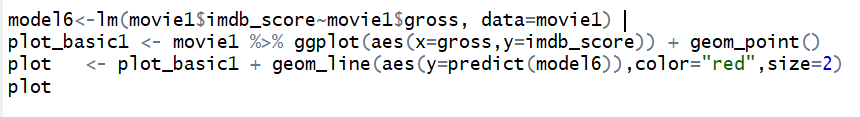 model6<-lm(movie1$imdb_score~movie1$gross, data=movie1)
plot_basic1 <- movie1 %>% ggplot(aes(x=gross,y=imdb_score)) + geom_point()
plot   <- plot_basic1 + geom_line(aes(y=predict(model6)),color="red",size=2)
plot